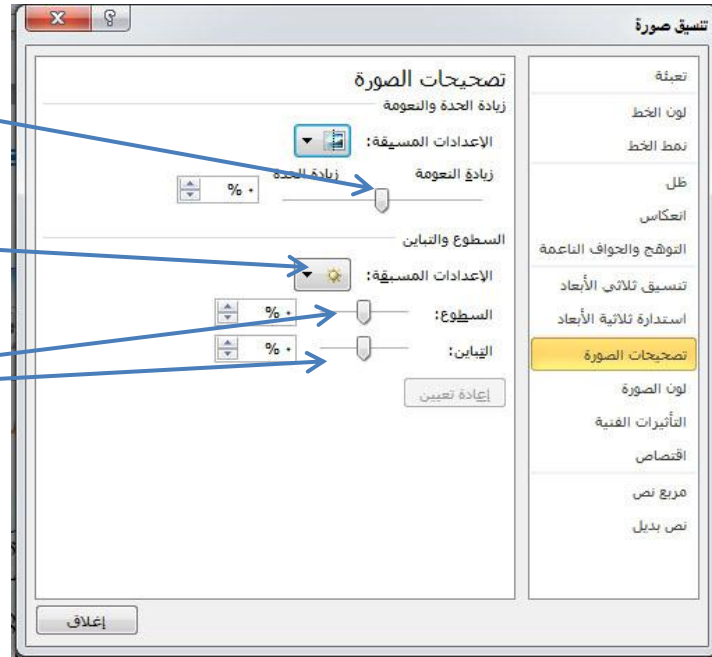 تنسيق صورة
تعبئة
لون الخط
نمط الخط
ظل
انعكاس
التوهج والحواف الناعمة
تنسيق ثلاثي الأبعاد
استدارة ثلاثية الأبعاد
تصحيحات الصورة
لون الصورة
التأثيرات الفنية
اقتصاص
مربع نص
نص بديل
تصحيحات الصورة
زيادة الحدة والنعومة
الإعدادات المسبقة:
زيادة النعومة زيادة الحدة
٠ %
السطوع والتباين
الإعدادات المسبقة:
السطوع: ٠ %
التباين: ٠ %
إعادة تعيين
إغلاق